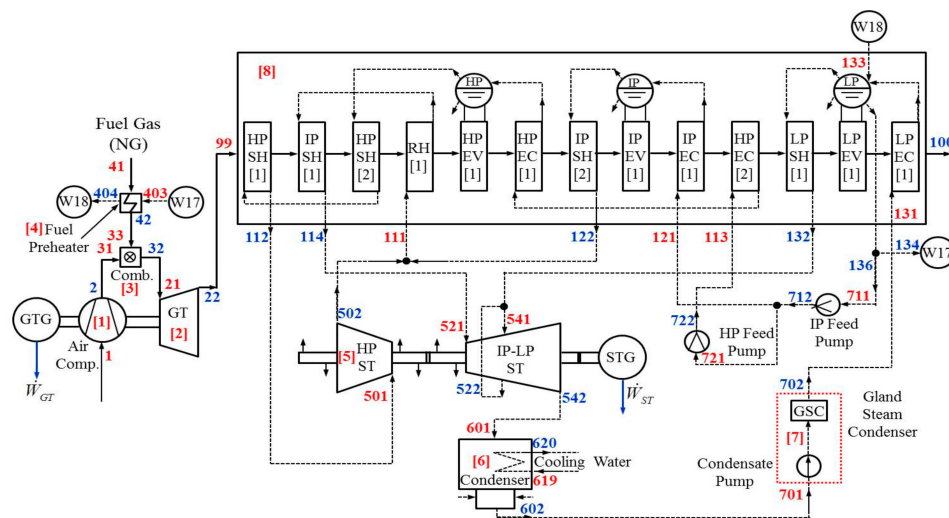 W18
[8]
133
HP
IP
LP
Fuel Gas
(NG)
99
HP
SH
[1]
IP
SH
[1]
HP
SH
[2]
RH
[1]
HP
EV
[1]
HP
EC
[1]
IP
SH
[2]
IP
EV
[1]
IP
EC
[1]
HP
EC
[2]
LP
SH
[1]
LP
EV
[1]
LP
EC
[1]
100
41
W18
404
403
W17
[4] Fuel
Preheater
42
33
31
32
131
112
114
111
122
121
113
132
134
W17
136
Comb.
[3]
2
21
22
GT
[2]
GTG
[1]
Air
Comp.
1
ẆGT
502
HP
[5] ST
501
521
541
IP-LP
ST
522
542
STG
ẆST
712
711
IP Feed
Pump
722
HP Feed
Pump
721
702
Gland
Steam
Condenser
GSC
[7]
Condensate
Pump
701
601
620
[6]
Cooling Water
Condenser
619
602